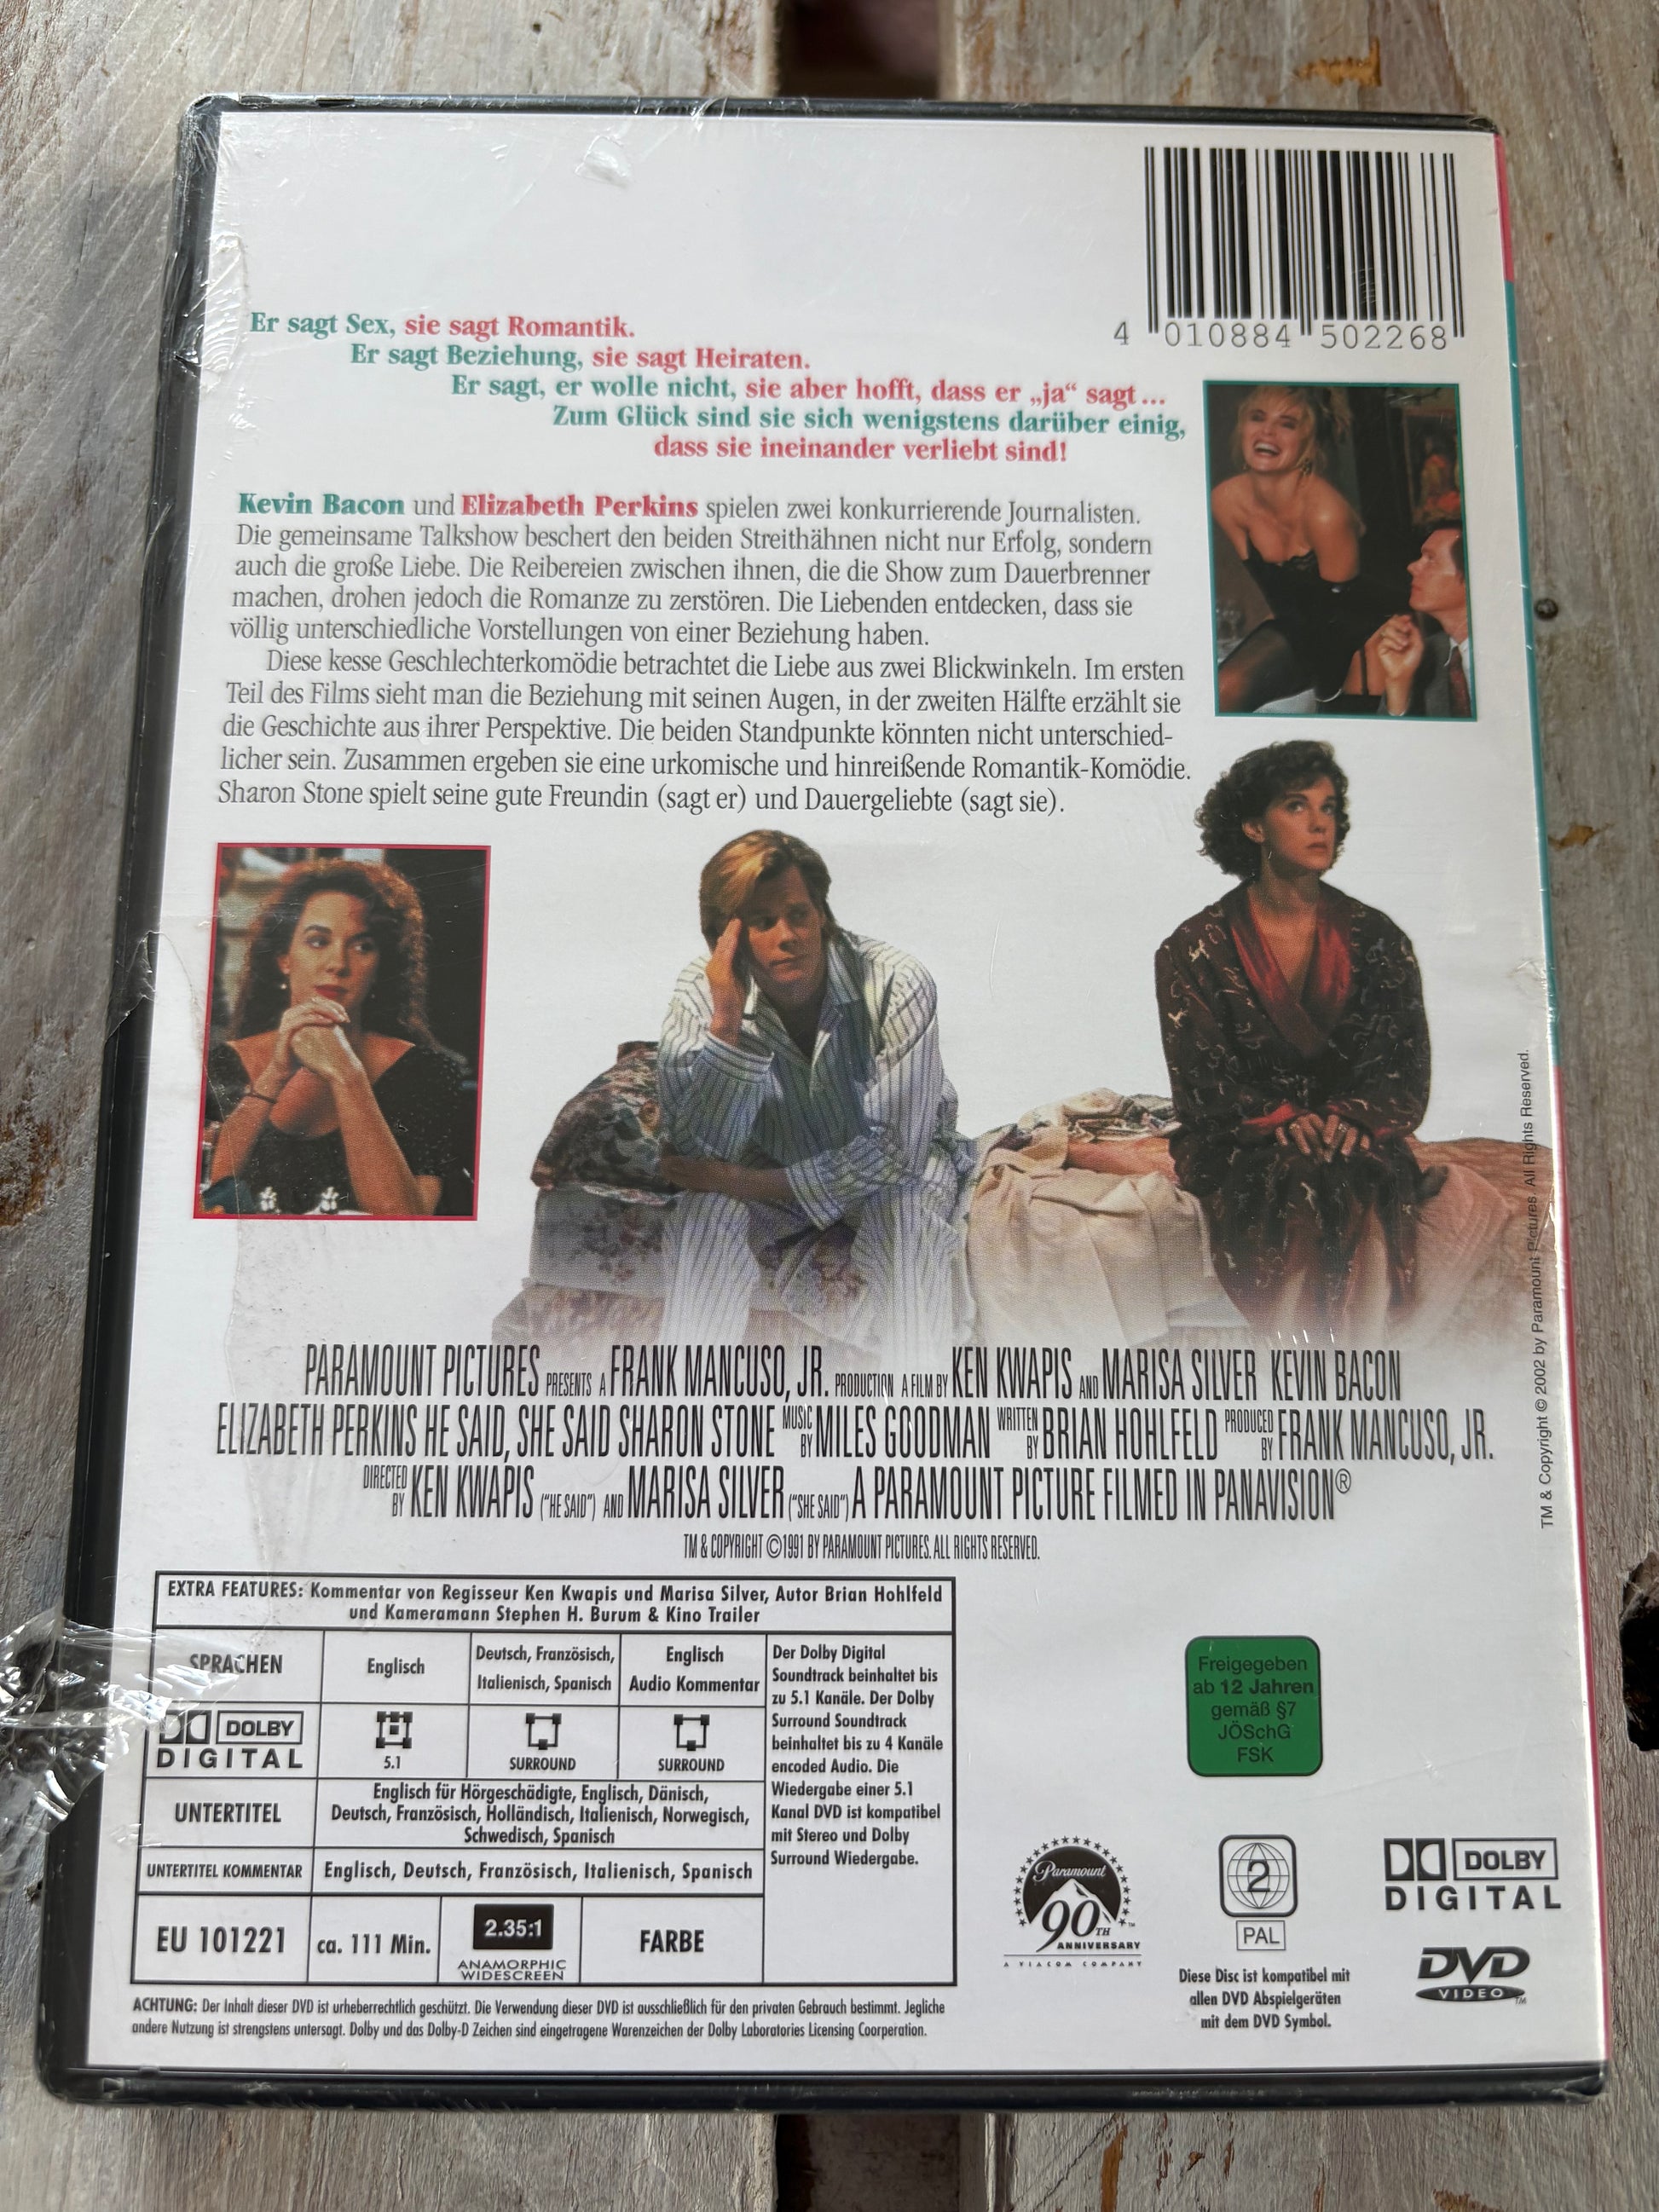 4 010884 502268
Er sagt Sex, sie sagt Romantik.
Er sagt Beziehung, sie sagt Heiraten.
Er sagt, er wolle nicht, sie aber hofft, dass er „ja“ sagt ...
Zum Glück sind sie sich wenigstens darüber einig,
dass sie ineinander verliebt sind!
Kevin Bacon und Elizabeth Perkins spielen zwei konkurrierende Journalisten.
Die gemeinsame Talkshow beschert den beiden Streithähnen nicht nur Erfolg, sondern
auch die große Liebe. Die Reibereien zwischen ihnen, die die Show zum Dauerbrenner
machen, drohen jedoch die Romanze zu zerstören. Die Liebenden entdecken, dass sie
völlig unterschiedliche Vorstellungen von einer Beziehung haben.
Diese kesse Geschlechterkomödie betrachtet die Liebe aus zwei Blickwinkeln. Im ersten
Teil des Films sieht man die Beziehung mit seinen Augen, in der zweiten Hälfte erzählt sie
die Geschichte aus ihrer Perspektive. Die beiden Standpunkte könnten nicht unterschied-
licher sein. Zusammen ergeben sie eine urkomische und hinreißende Romantik-Komödie.
Sharon Stone spielt seine gute Freundin (sagt er) und Dauergeliebte (sagt sie).
TM & Copyright © 2002 by Paramount Pictures. All Rights Reserved.
PARAMOUNT PICTURES PRESENTS A FRANK MANCUSO, JR. PRODUCTION A FILM BY KEN KWAPIS AND MARISA SILVER KEVIN BACON
ELIZABETH PERKINS HE SAID, SHE SAID SHARON STONE MUSIC BY MILES GOODMAN WRITTEN BY BRIAN HOHLFELD PRODUCED BY FRANK MANCUSO, JR.
DIRECTED BY KEN KWAPIS ("HE SAID") AND MARISA SILVER ("SHE SAID") A PARAMOUNT PICTURE FILMED IN PANAVISION®
TM & COPYRIGHT ©1991 BY PARAMOUNT PICTURES. ALL RIGHTS RESERVED.
EXTRA FEATURES: Kommentar von Regisseur Ken Kwapis und Marisa Silver, Autor Brian Hohlfeld
und Kameramann Stephen H. Burum & Kino Trailer
SPRACHEN
Englisch
Deutsch, Französisch,
Italienisch, Spanisch
Englisch
Audio Kommentar
DOLBY
DIGITAL
5.1
SURROUND
SURROUND
Der Dolby Digital
Soundtrack beinhaltet bis
zu 5.1 Kanäle. Der Dolby
Surround Soundtrack
beinhaltet bis zu 4 Kanäle
encoded Audio. Die
Wiedergabe einer 5.1
Kanal DVD ist kompatibel
mit Stereo und Dolby
Surround Wiedergabe.
UNTERTITEL
Englisch für Hörgeschädigte, Englisch, Dänisch,
Deutsch, Französisch, Holländisch, Italienisch, Norwegisch,
Schwedisch, Spanisch
UNTERTITEL KOMMENTAR
Englisch, Deutsch, Französisch, Italienisch, Spanisch
EU 101221
ca. 111 Min.
2.35:1
ANAMORPHIC
WIDESCREEN
FARBE
ACHTUNG: Der Inhalt dieser DVD ist urheberrechtlich geschützt. Die Verwendung dieser DVD ist ausschließlich für den privaten Gebrauch bestimmt. Jegliche
andere Nutzung ist strengstens untersagt. Dolby und das Dolby-D Zeichen sind eingetragene Warenzeichen der Dolby Laboratories Licensing Coorperation.
Freigegeben
ab 12 Jahren
gemäß §7
JÖSchG
FSK
Paramount
90TH
ANNIVERSARY
A VIACOM COMPANY
2
PAL
Diese Disc ist kompatibel mit
allen DVD Abspielgeräten
mit dem DVD Symbol.
DOLBY
DIGITAL
DVD
VIDEO TM